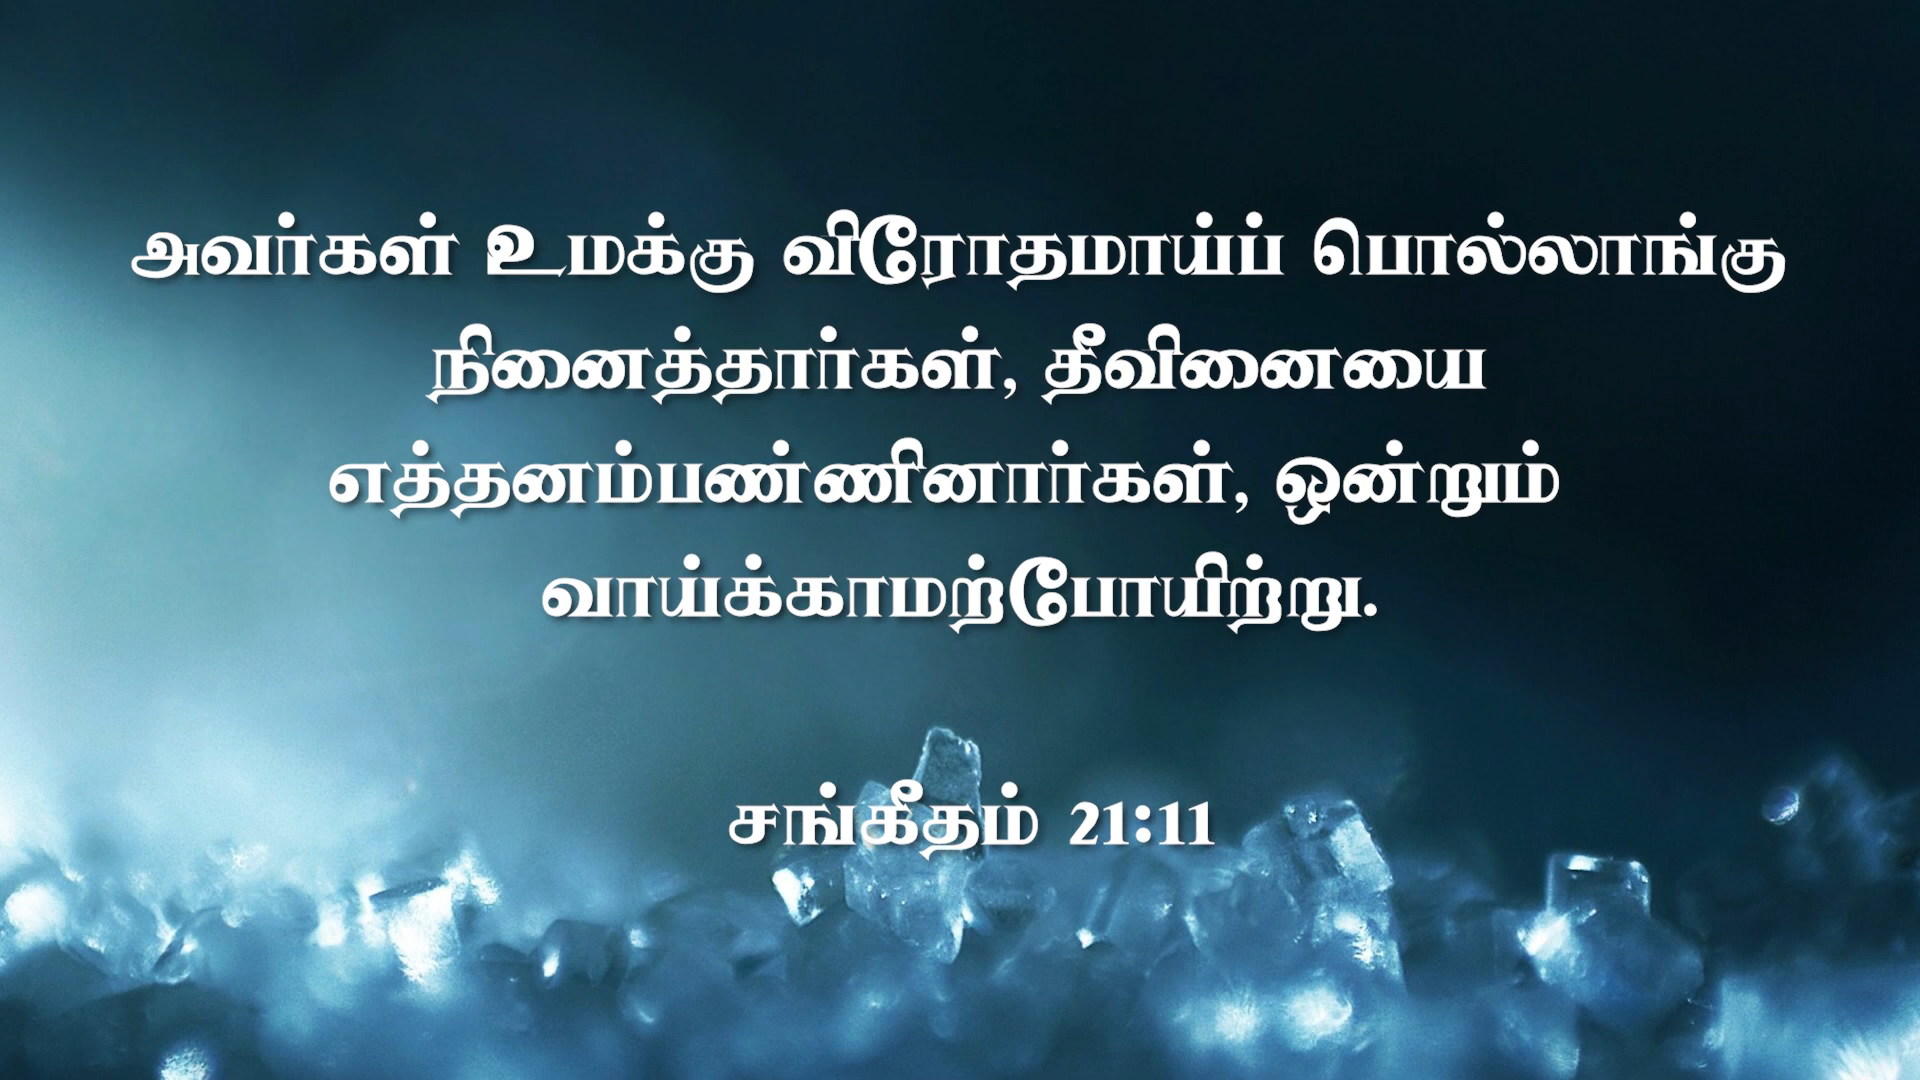 அவர்கள் உமக்கு விரோதமாய்ப் பொல்லாங்கு
நினைத்தார்கள், தீவினையை
எத்தனம்பண்ணினார்கள், ஒன்றும்
வாய்க்காமற்போயிற்று.
சங்கீதம் 21:11